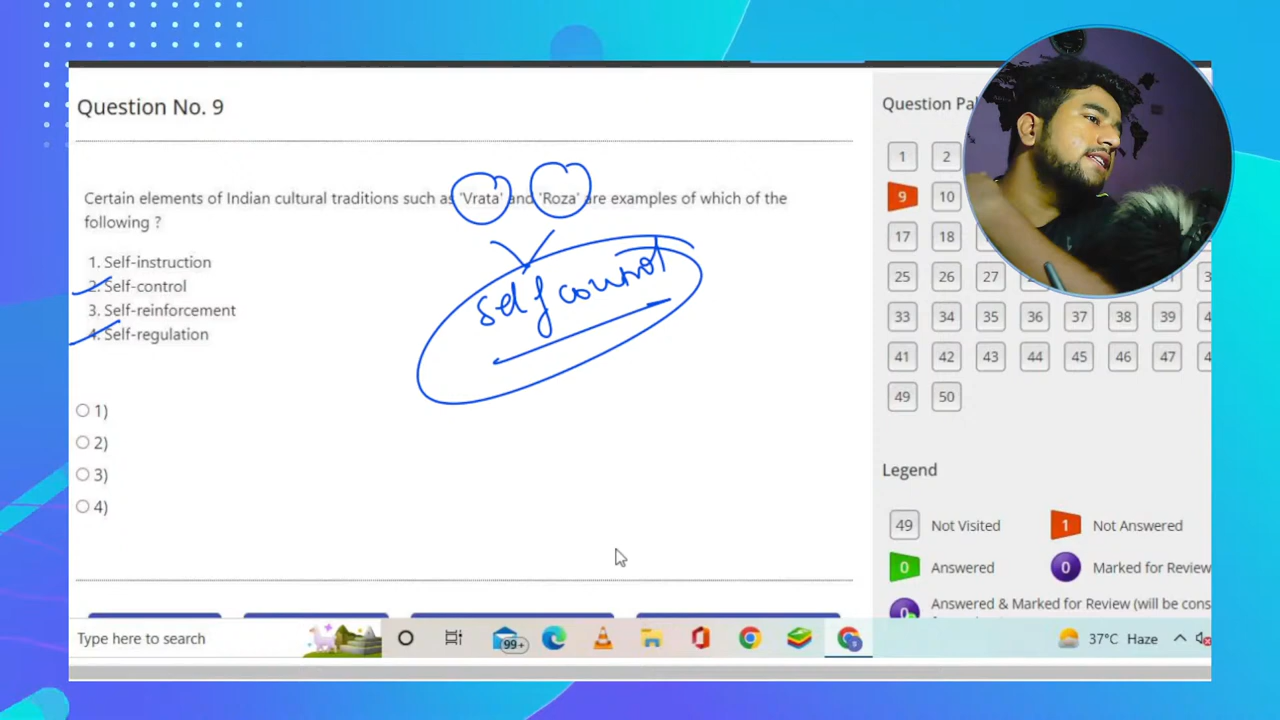 Question No. 9
Question Pal
Certain elements of Indian cultural traditions such as 'Vrata' and 'Roza' are examples of which of the
following ?
1. Self-instruction
2. Self-control
3. Self-reinforcement
4. Self-regulation
self control
1)
2)
3)
4)
1 2
9 10
17 18
25 26 27
33 34 35 36 37 38 39 4
41 42 43 44 45 46 47 4
49 50
Legend
49 Not Visited 1 Not Answered
0 Answered 0 Marked for Review
0 Answered & Marked for Review (will be cons
Type here to search 99+ 37°C Haze